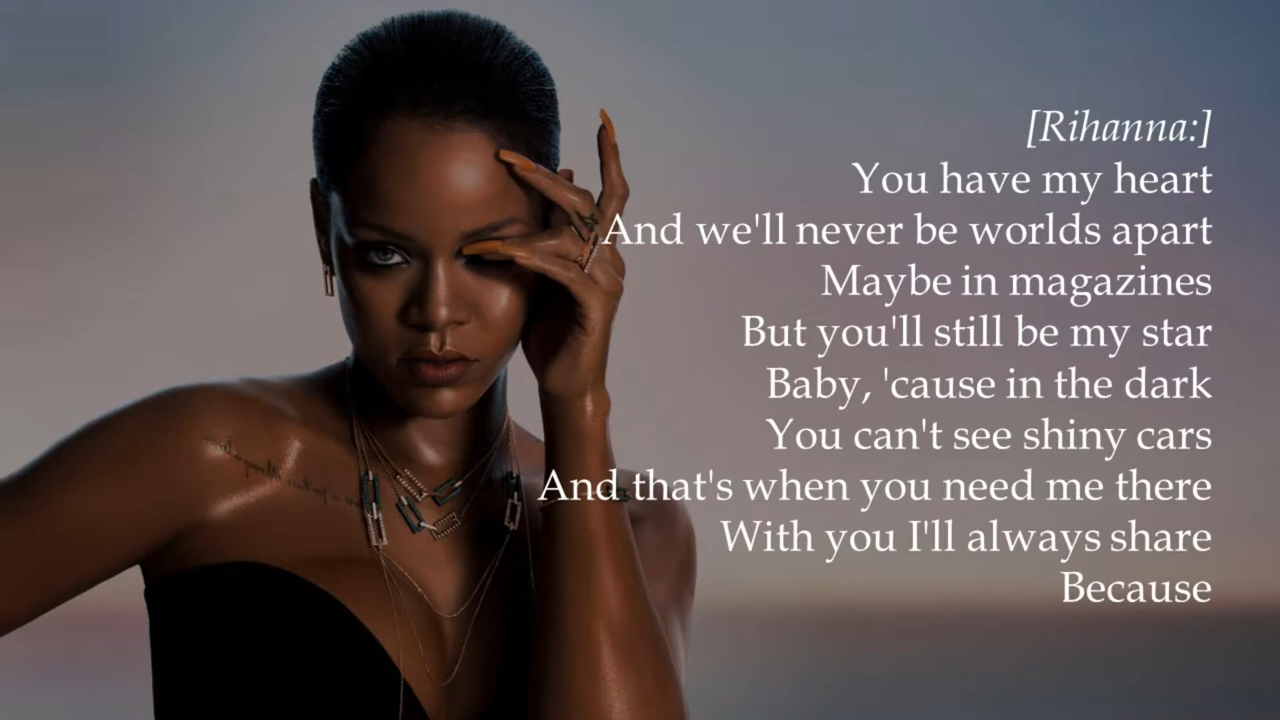 [Rihanna:]
You have my heart
And we'll never be worlds apart
Maybe in magazines
But you'll still be my star
Baby, 'cause in the dark
You can't see shiny cars
And that's when you need me there
With you I'll always share
Because